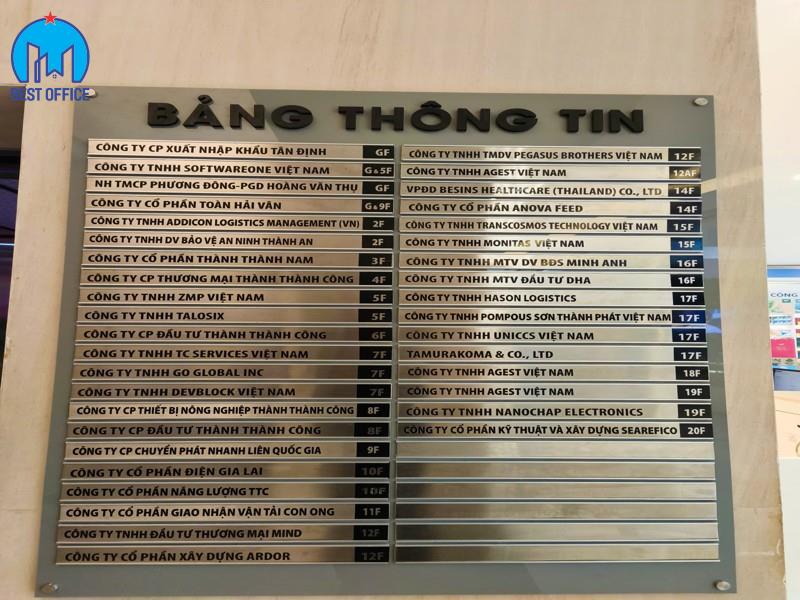 BEST OFFICE
BẢNG THÔNG TIN
CÔNG TY CP XUẤT NHẬP KHẨU TÂN ĐỊNH GF
CÔNG TY TNHH SOFTWAREONE VIỆT NAM G&5F
NH TMCP PHƯƠNG ĐÔNG-PGD HOÀNG VĂN THỤ GF
CÔNG TY CỔ PHẦN TOÀN HẢI VÂN G&9F
CÔNG TY TNHH ADDICON LOGISTICS MANAGEMENT (VN) 2F
CÔNG TY TNHH DV BẢO VỆ AN NINH THÀNH AN 2F
CÔNG TY CỔ PHẦN THÀNH THÀNH NAM 3F
CÔNG TY CP THƯƠNG MẠI THÀNH THÀNH CÔNG 4F
CÔNG TY TNHH ZMP VIỆT NAM 5F
CÔNG TY TNHH TALOSIX 5F
CÔNG TY CP ĐẦU TƯ THÀNH THÀNH CÔNG 6F
CÔNG TY TNHH TC SERVICES VIỆT NAM 7F
CÔNG TY TNHH GO GLOBAL INC 7F
CÔNG TY TNHH DEVBLOCK VIỆT NAM 7F
CÔNG TY CP THIẾT BỊ NÔNG NGHIỆP THÀNH THÀNH CÔNG 8F
CÔNG TY CP ĐẦU TƯ THÀNH THÀNH CÔNG 8F
CÔNG TY CP CHUYỂN PHÁT NHANH LIÊN QUỐC GIA 9F
CÔNG TY CỔ PHẦN ĐIỆN GIA LAI 10F
CÔNG TY CỔ PHẦN NĂNG LƯỢNG TTC 10F
CÔNG TY CỔ PHẦN GIAO NHẬN VẬN TẢI CON ONG 11F
CÔNG TY TNHH ĐẦU TƯ THƯƠNG MẠI MIND 12F
CÔNG TY CỔ PHẦN XÂY DỰNG ARDOR 12F
CÔNG TY TNHH TMDV PEGASUS BROTHERS VIỆT NAM 12F
CÔNG TY TNHH AGEST VIỆT NAM 12AF
VPĐD BESINS HEALTHCARE (THAILAND) CO., LTD 14F
CÔNG TY CỔ PHẦN ANOVA FEED 14F
CÔNG TY TNHH TRANSCOSMOS TECHNOLOGY VIỆT NAM 15F
CÔNG TY TNHH MONITAS VIỆT NAM 15F
CÔNG TY TNHH MTV DV BĐS MINH ANH 16F
CÔNG TY TNHH MTV ĐẦU TƯ DHA 16F
CÔNG TY TNHH HASON LOGISTICS 17F
CÔNG TY TNHH POMPOUS SƠN THÀNH PHÁT VIỆT NAM 17F
CÔNG TY TNHH UNICCS VIỆT NAM 17F
TAMURAKOMA & CO., LTD 17F
CÔNG TY TNHH AGEST VIỆT NAM 18F
CÔNG TY TNHH AGEST VIỆT NAM 19F
CÔNG TY TNHH NANOCHAP ELECTRONICS 19F
CÔNG TY CỔ PHẦN KỸ THUẬT VÀ XÂY DỰNG SEAREFICO 20F
CÔNG